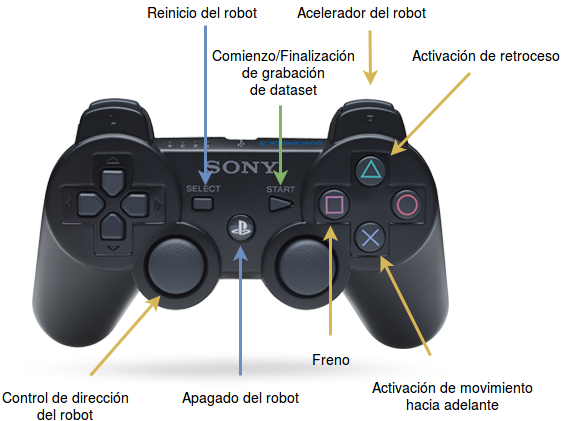 Reinicio del robot
Acelerador del robot
Comienzo/Finalización
de grabación
de dataset
Activación de retroceso
SONY
SELECT
START
Freno
Control de dirección
del robot
Apagado del robot
Activación de movimiento
hacia adelante